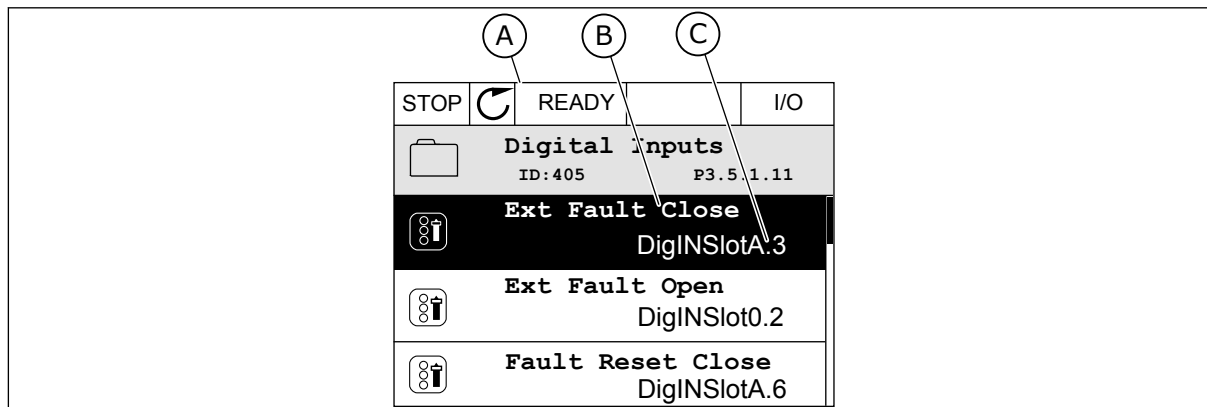 A B C
STOP READY I/O
Digital Inputs
ID:405 P3.5.1.11
Ext Fault Close
DigINSlotA.3
Ext Fault Open
DigINSlot0.2
Fault Reset Close
DigINSlotA.6